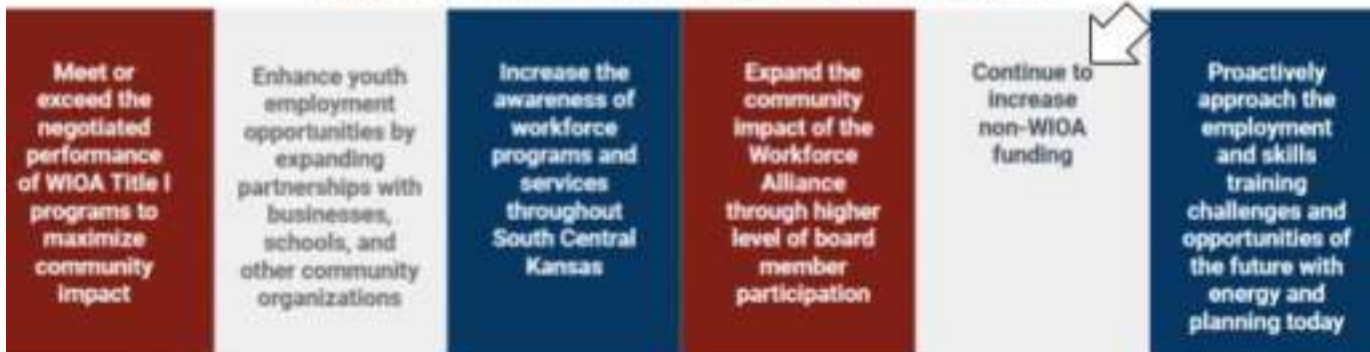 Meet or
exceed the
negotiated
performance
of WIOA Title I
programs to
maximize
community
impact
Enhance youth
employment
opportunities by
expanding
partnerships with
businesses,
schools, and
other community
organizations
Increase the
awareness of
workforce
programs and
services
throughout
South Central
Kansas
Expand the
community
impact of the
Workforce
Alliance
through higher
level of board
member
participation
Continue to
increase
non-WIOA
funding
Proactively
approach the
employment
and skills
training
challenges and
opportunities of
the future with
energy and
planning today